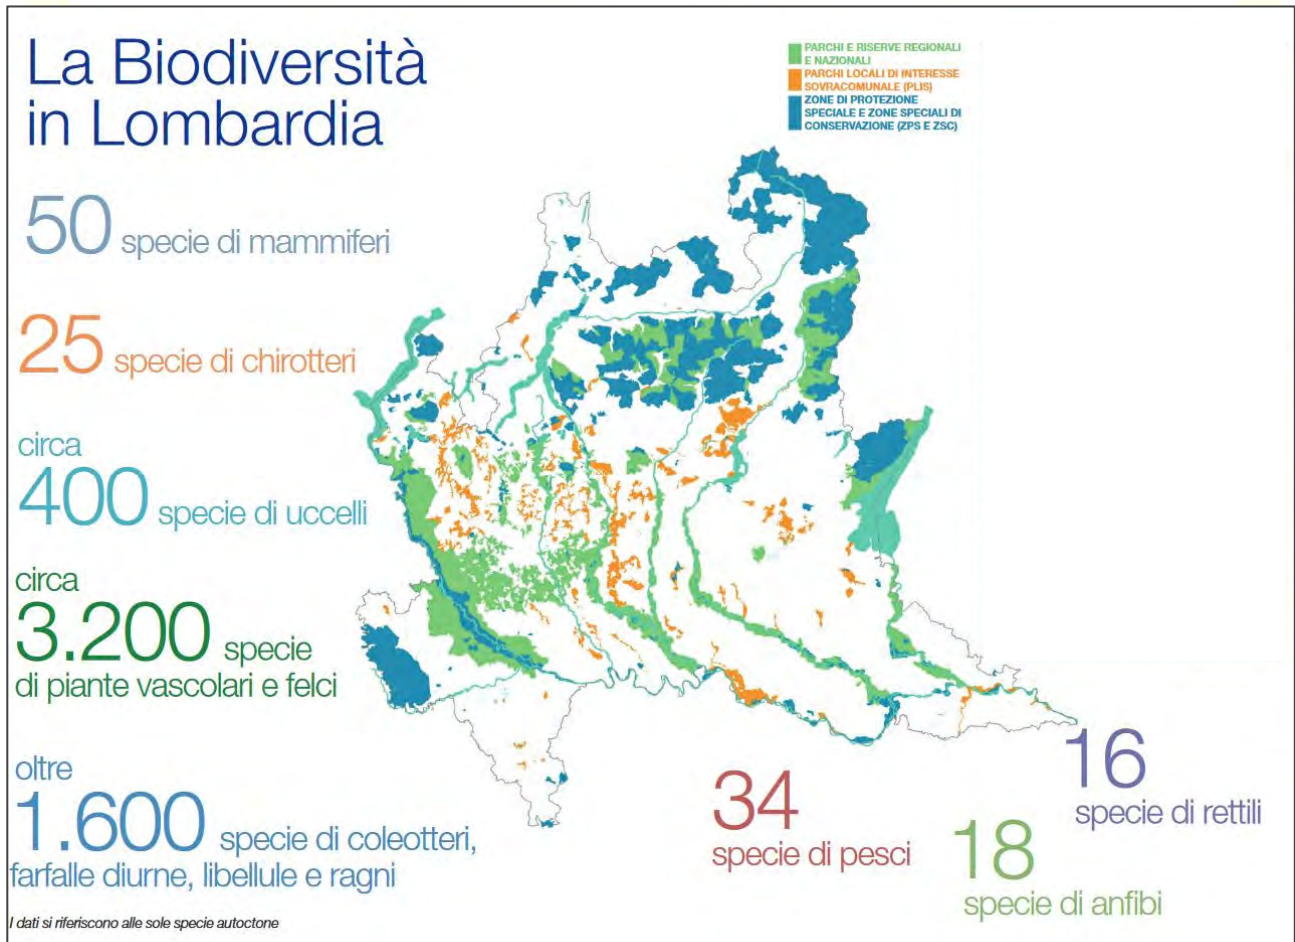 La Biodiversità
in Lombardia
PARCHI E RISERVE REGIONALI
E NAZIONALI
PARCHI LOCALI DI INTERESSE
SOVRACOMUNALE (PLIS)
ZONE DI PROTEZIONE
SPECIALE E ZONE SPECIALI DI
CONSERVAZIONE (ZPS E ZSC)
50 specie di mammiferi
25 specie di chirotteri
circa
400 specie di uccelli
circa
3.200 specie
di piante vascolari e felci
oltre
1.600 specie di coleotteri,
farfalle diurne, libellule e ragni
34
specie di pesci
18
specie di anfibi
16
specie di rettili
I dati si riferiscono alle sole specie autoctone